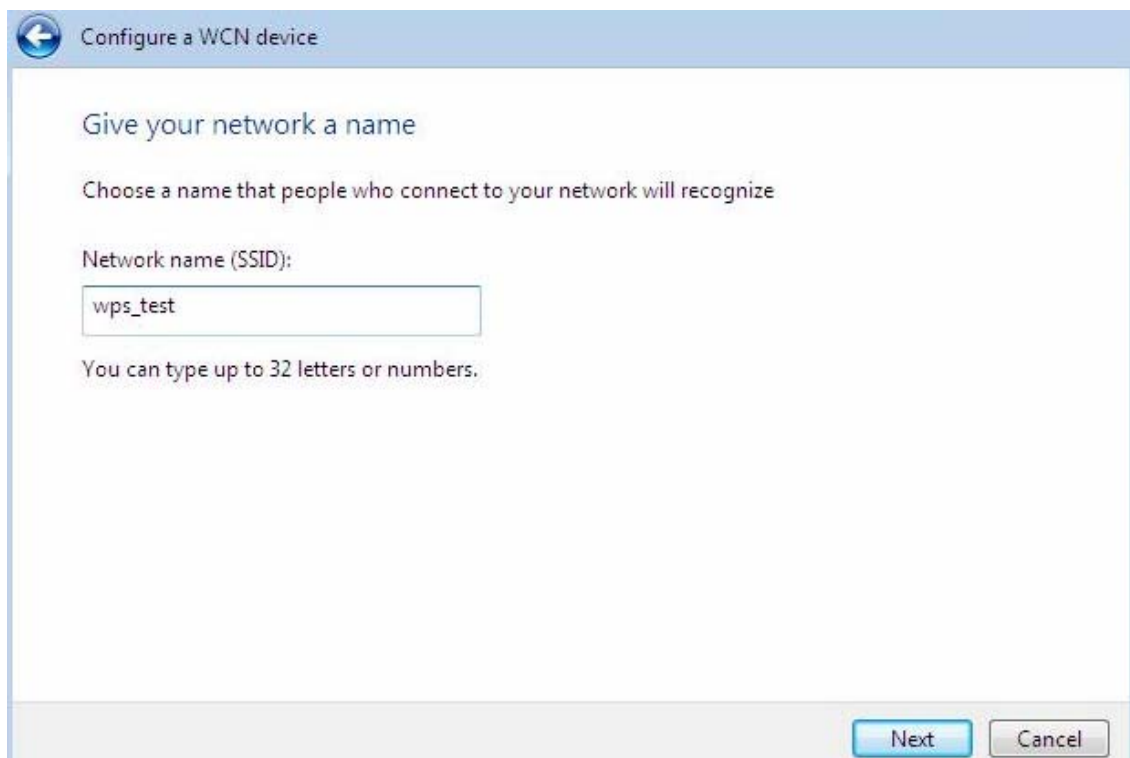 Configure a WCN device
Give your network a name
Choose a name that people who connect to your network will recognize
Network name (SSID):
wps_test
You can type up to 32 letters or numbers.
Next
Cancel